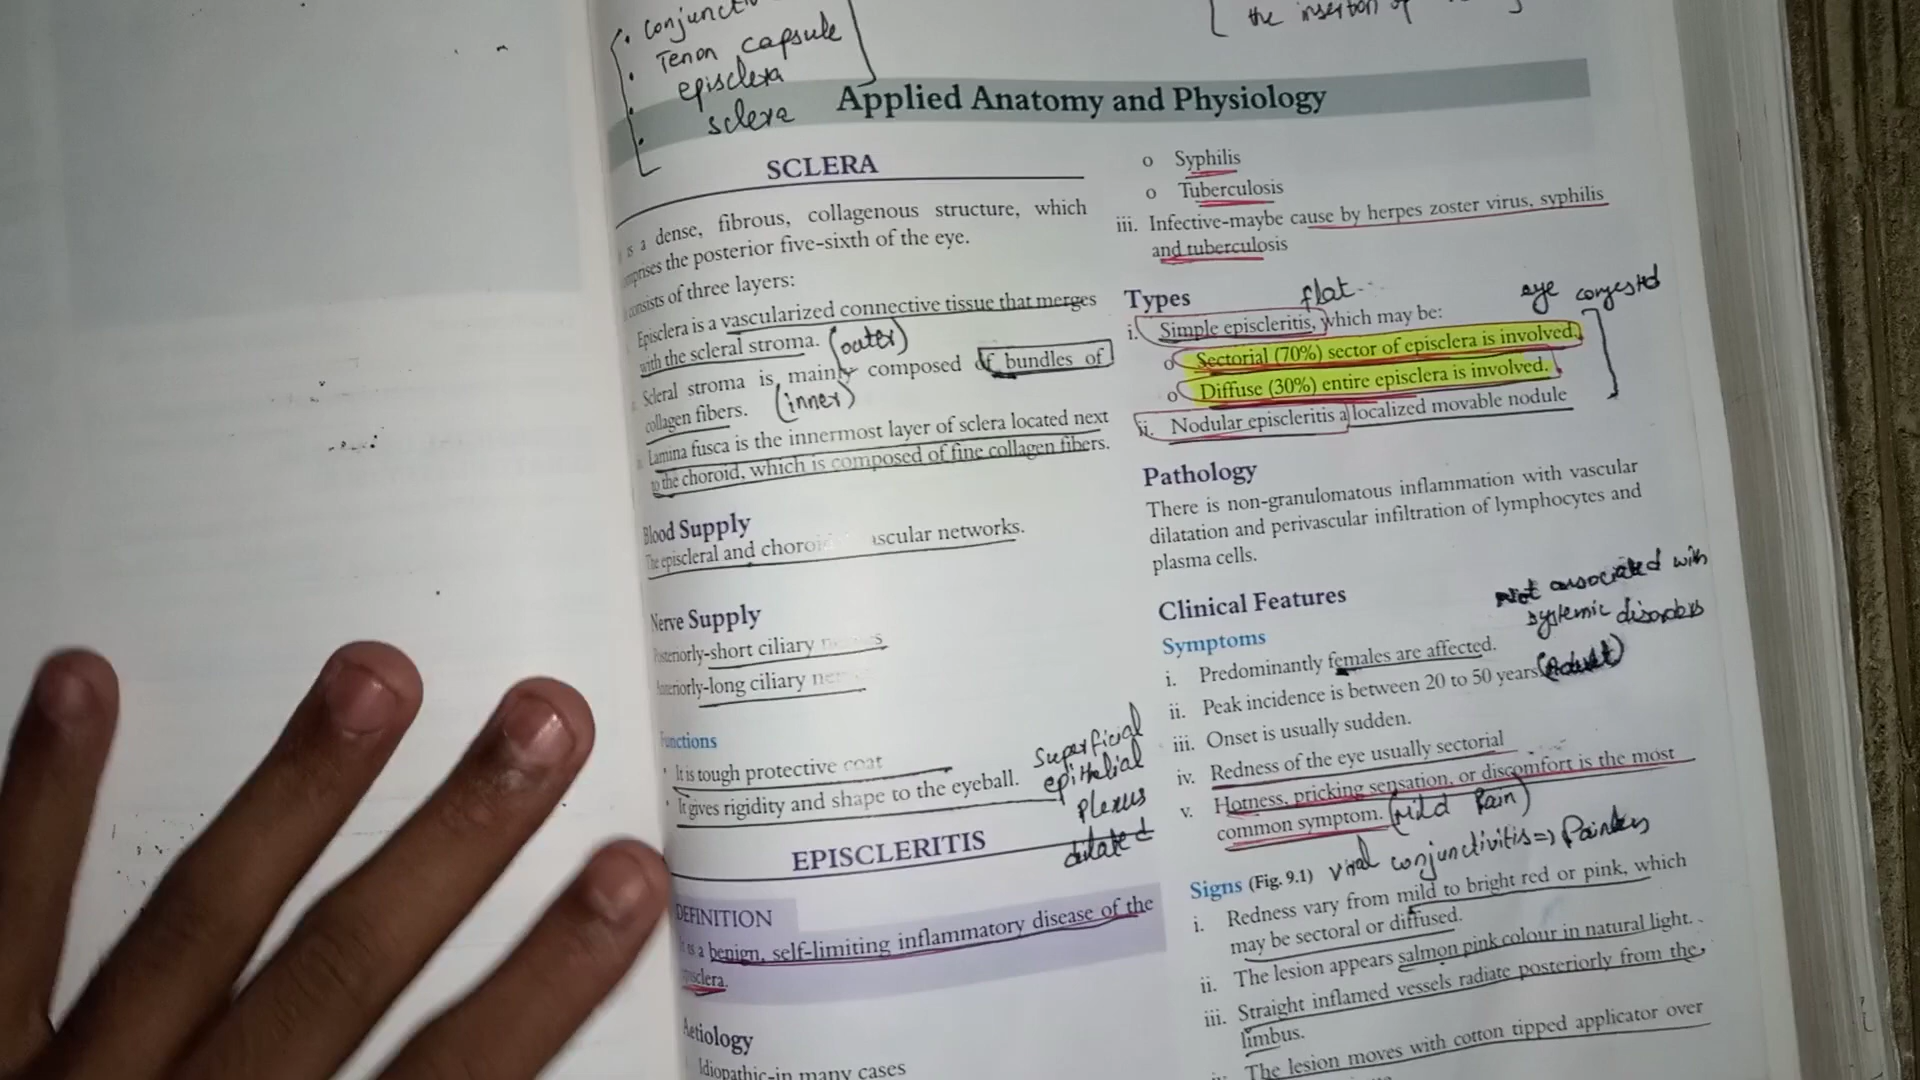 Tenon capsule
episclera
sclera
the insertion of
Applied Anatomy and Physiology
SCLERA
is a dense, fibrous, collagenous structure, which
the posterior five-sixth of the eye.
of three layers:
Episclera is a vascularized connective tissue that merges
with the scleral stroma. (outer)
Scleral stroma is mainly composed of bundles of
collagen fibers. (inner)
Lamina fusca is the innermost layer of sclera located next
to the choroid, which is composed of fine collagen fibers.
Blood Supply
The episcleral and ascular networks.
Nerve Supply
-short ciliary
-long ciliary
Functions
• It is tough protective coat
• It gives rigidity and shape to the eyeball.
Superficial
epithelial
plexus
dilated
EPISCLERITIS
DEFINITION
is a benign, self-limiting inflammatory disease of the
Aetiology
Idiopathic-in many cases
o Syphilis
o Tuberculosis
iii. Infective-maybe cause by herpes zoster virus, syphilis
and tuberculosis
Types
flat
eye congested
i. Simple episcleritis, which may be:
o Sectorial (70%) sector of episclera is involved.
o Diffuse (30%) entire episclera is involved.
ii. Nodular episcleritis a localized movable nodule
Pathology
There is non-granulomatous inflammation with vascular
dilatation and perivascular infiltration of lymphocytes and
plasma cells.
Clinical Features
Not associated with
systemic disorders
Symptoms
i. Predominantly females are affected.
ii. Peak incidence is between 20 to 50 years.
iii. Onset is usually sudden.
iv. Redness of the eye usually sectorial
v. Hotness, pricking sensation, or discomfort is the most
common symptom. (Mild Pain)
viral conjunctivitis =>
Signs (Fig. 9.1)
i. Redness vary from mild to bright red or pink, which
may be sectoral or diffused.
ii. The lesion appears salmon pink colour in natural light.
iii. Straight inflamed vessels radiate posteriorly from the
limbus.
The lesion moves with cotton tipped applicator over